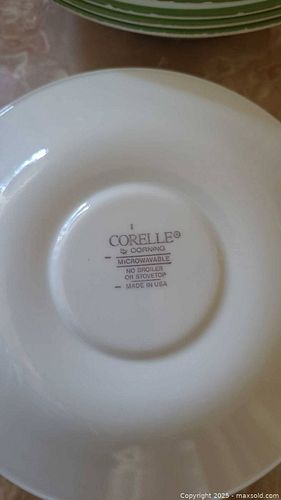 CORELLE®
by CORNING
MICROWAVABLE
NO BROILER
OR STOVETOP
MADE IN USA
Copyright 2025 - maxsold.com